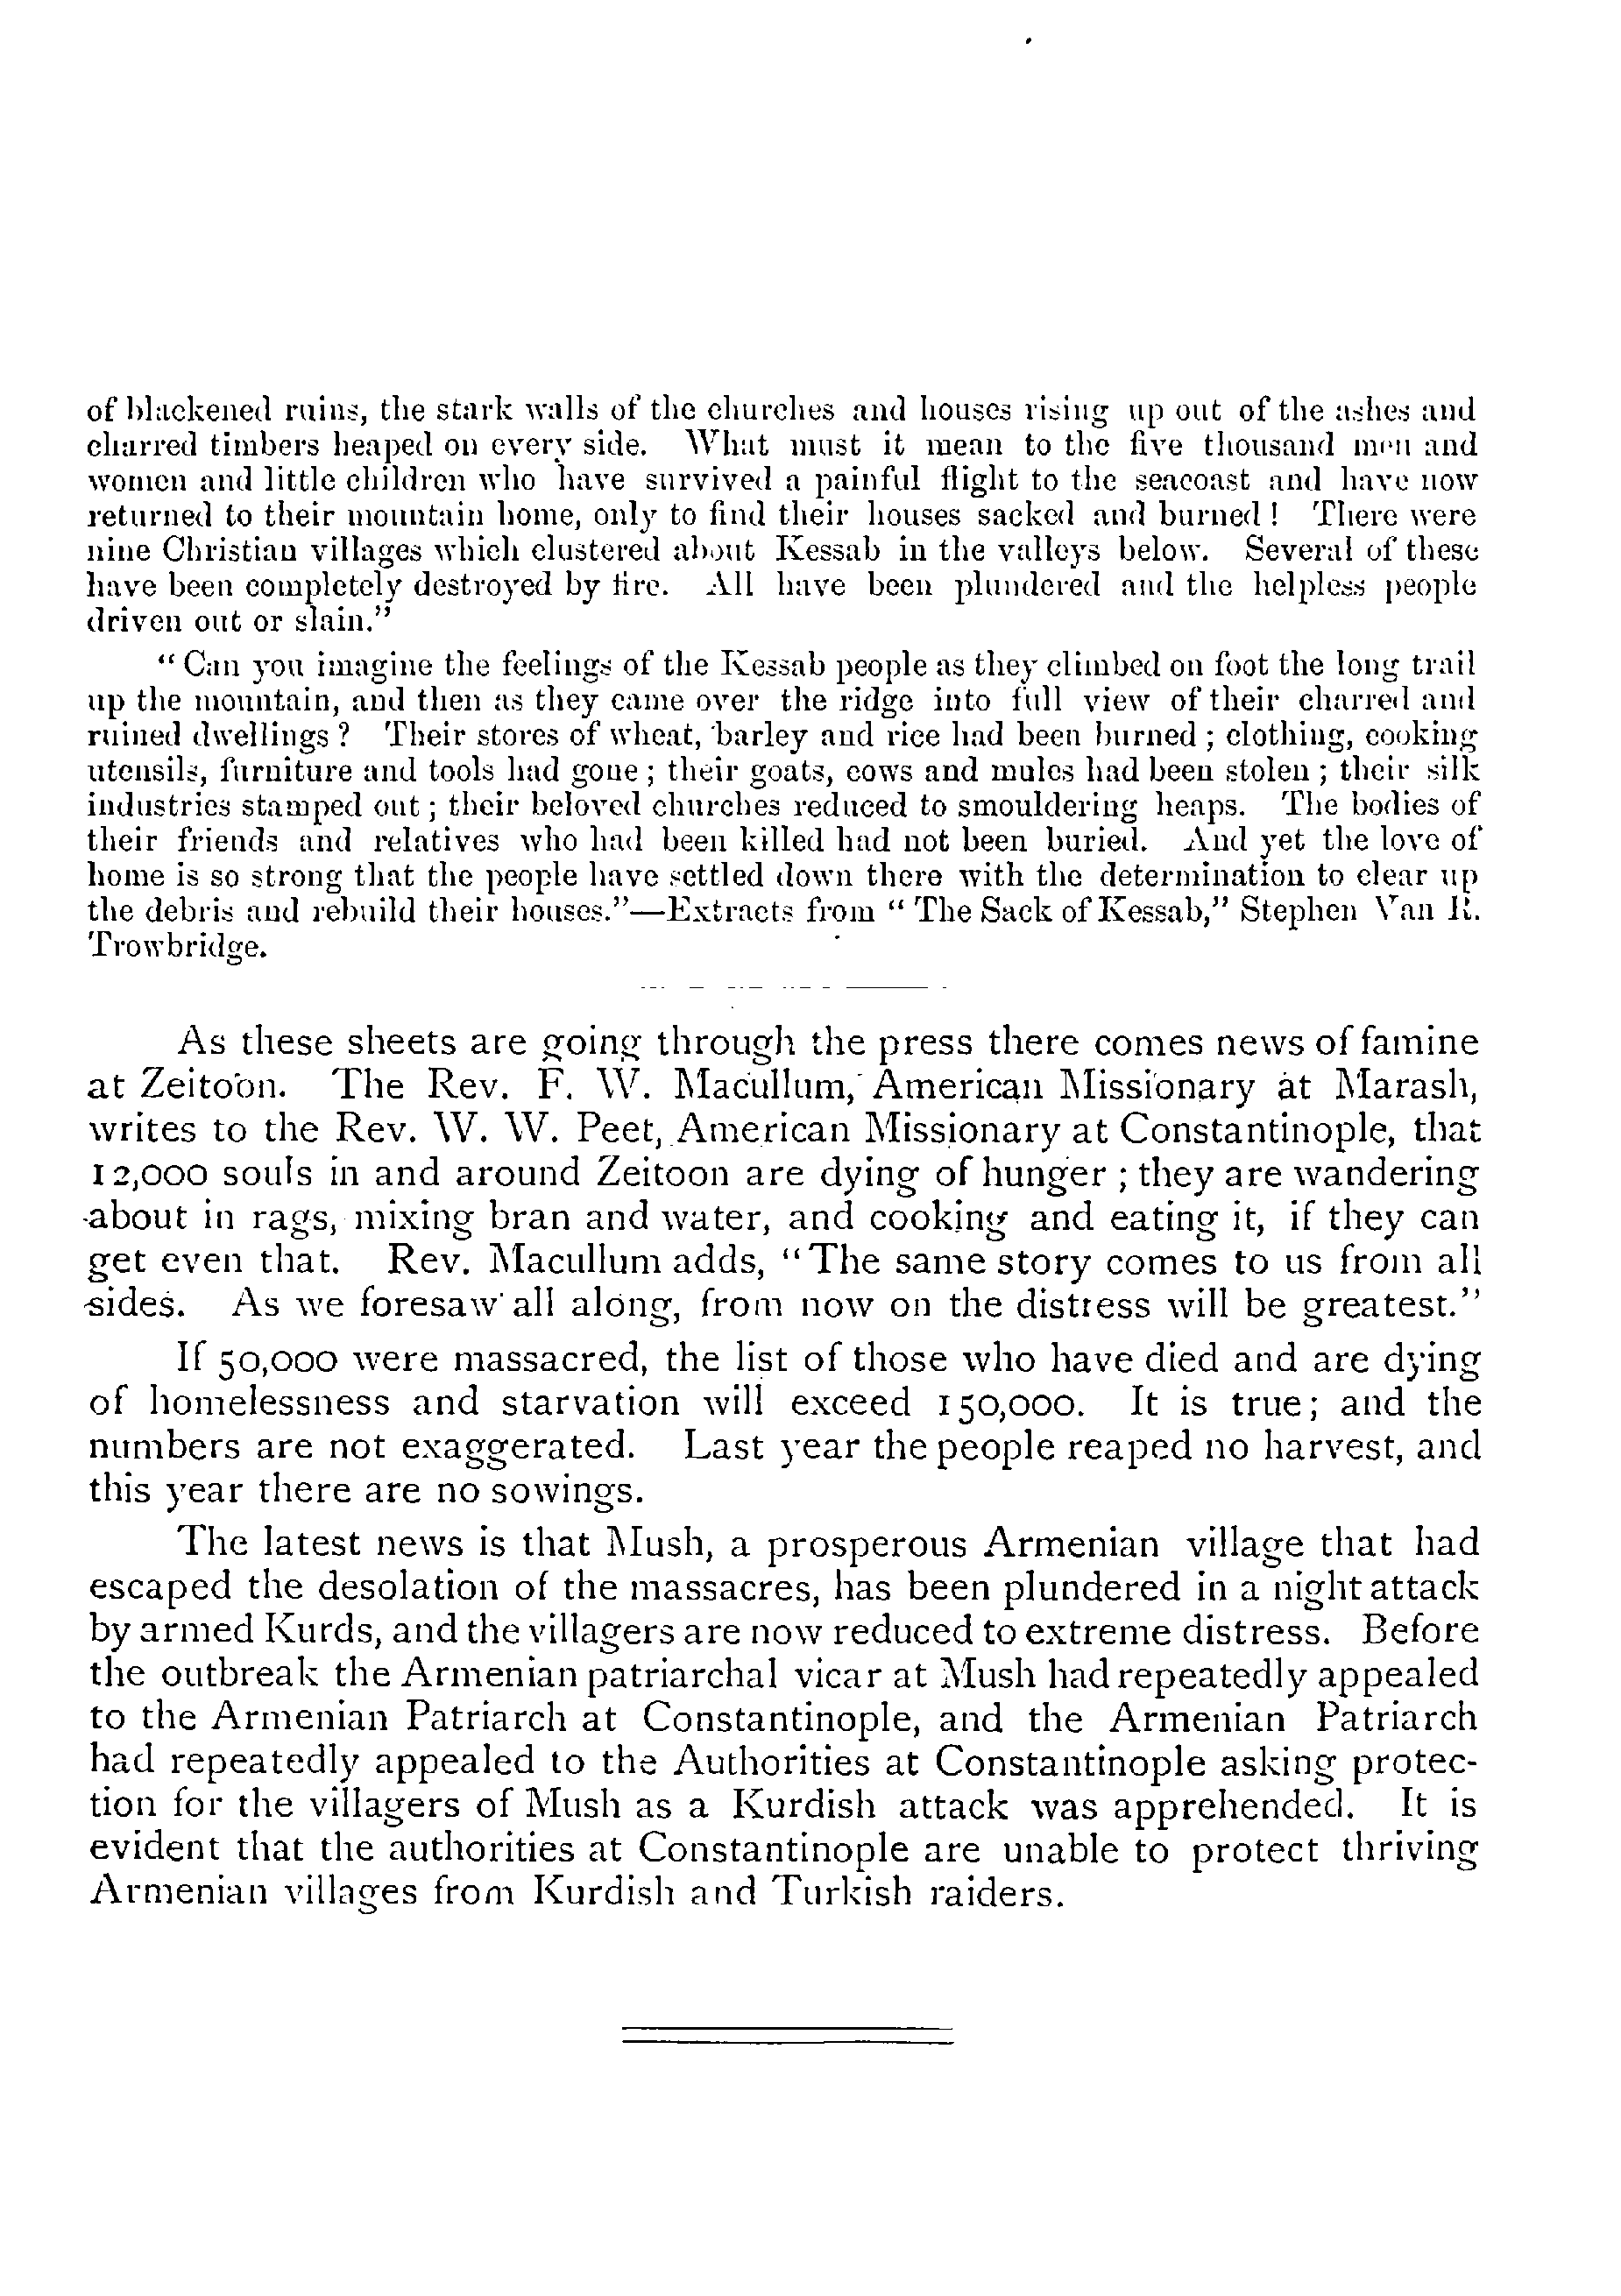 of blackened ruins, the stark walls of the churches and houses rising up out of the ashes and
charred timbers heaped on every side. What must it mean to the five thousand men and
women and little children who have survived a painful flight to the seacoast and have now
returned to their mountain home, only to find their houses sacked and burned! There were
nine Christian villages which clustered about Kessab in the valleys below. Several of these
have been completely destroyed by fire. All have been plundered and the helpless people
driven out or slain.”
“Can you imagine the feelings of the Kessab people as they climbed on foot the long trail
up the mountain, and then as they came over the ridge into full view of their charred and
ruined dwellings? Their stores of wheat, barley and rice had been burned; clothing, cooking
utensils, furniture and tools had gone; their goats, cows and mules had been stolen; their silk
industries stamped out; their beloved churches reduced to smouldering heaps. The bodies of
their friends and relatives who had been killed had not been buried. And yet the love of
home is so strong that the people have settled down there with the determination to clear up
the debris and rebuild their houses.”—Extracts from “The Sack of Kessab,” Stephen Van R.
Trowbridge.
As these sheets are going through the press there comes news of famine
at Zeitoon. The Rev. F. W. Macullum, American Missionary at Marash,
writes to the Rev. W. W. Peet, American Missionary at Constantinople, that
12,000 souls in and around Zeitoon are dying of hunger; they are wandering
about in rags, mixing bran and water, and cooking and eating it, if they can
get even that. Rev. Macullum adds, “The same story comes to us from all
sides. As we foresaw all along, from now on the distress will be greatest.”
If 50,000 were massacred, the list of those who have died and are dying
of homelessness and starvation will exceed 150,000. It is true; and the
numbers are not exaggerated. Last year the people reaped no harvest, and
this year there are no sowings.
The latest news is that Mush, a prosperous Armenian village that had
escaped the desolation of the massacres, has been plundered in a night attack
by armed Kurds, and the villagers are now reduced to extreme distress. Before
the outbreak the Armenian patriarchal vicar at Mush had repeatedly appealed
to the Armenian Patriarch at Constantinople, and the Armenian Patriarch
had repeatedly appealed to the Authorities at Constantinople asking protec-
tion for the villagers of Mush as a Kurdish attack was apprehended. It is
evident that the authorities at Constantinople are unable to protect thriving
Armenian villages from Kurdish and Turkish raiders.